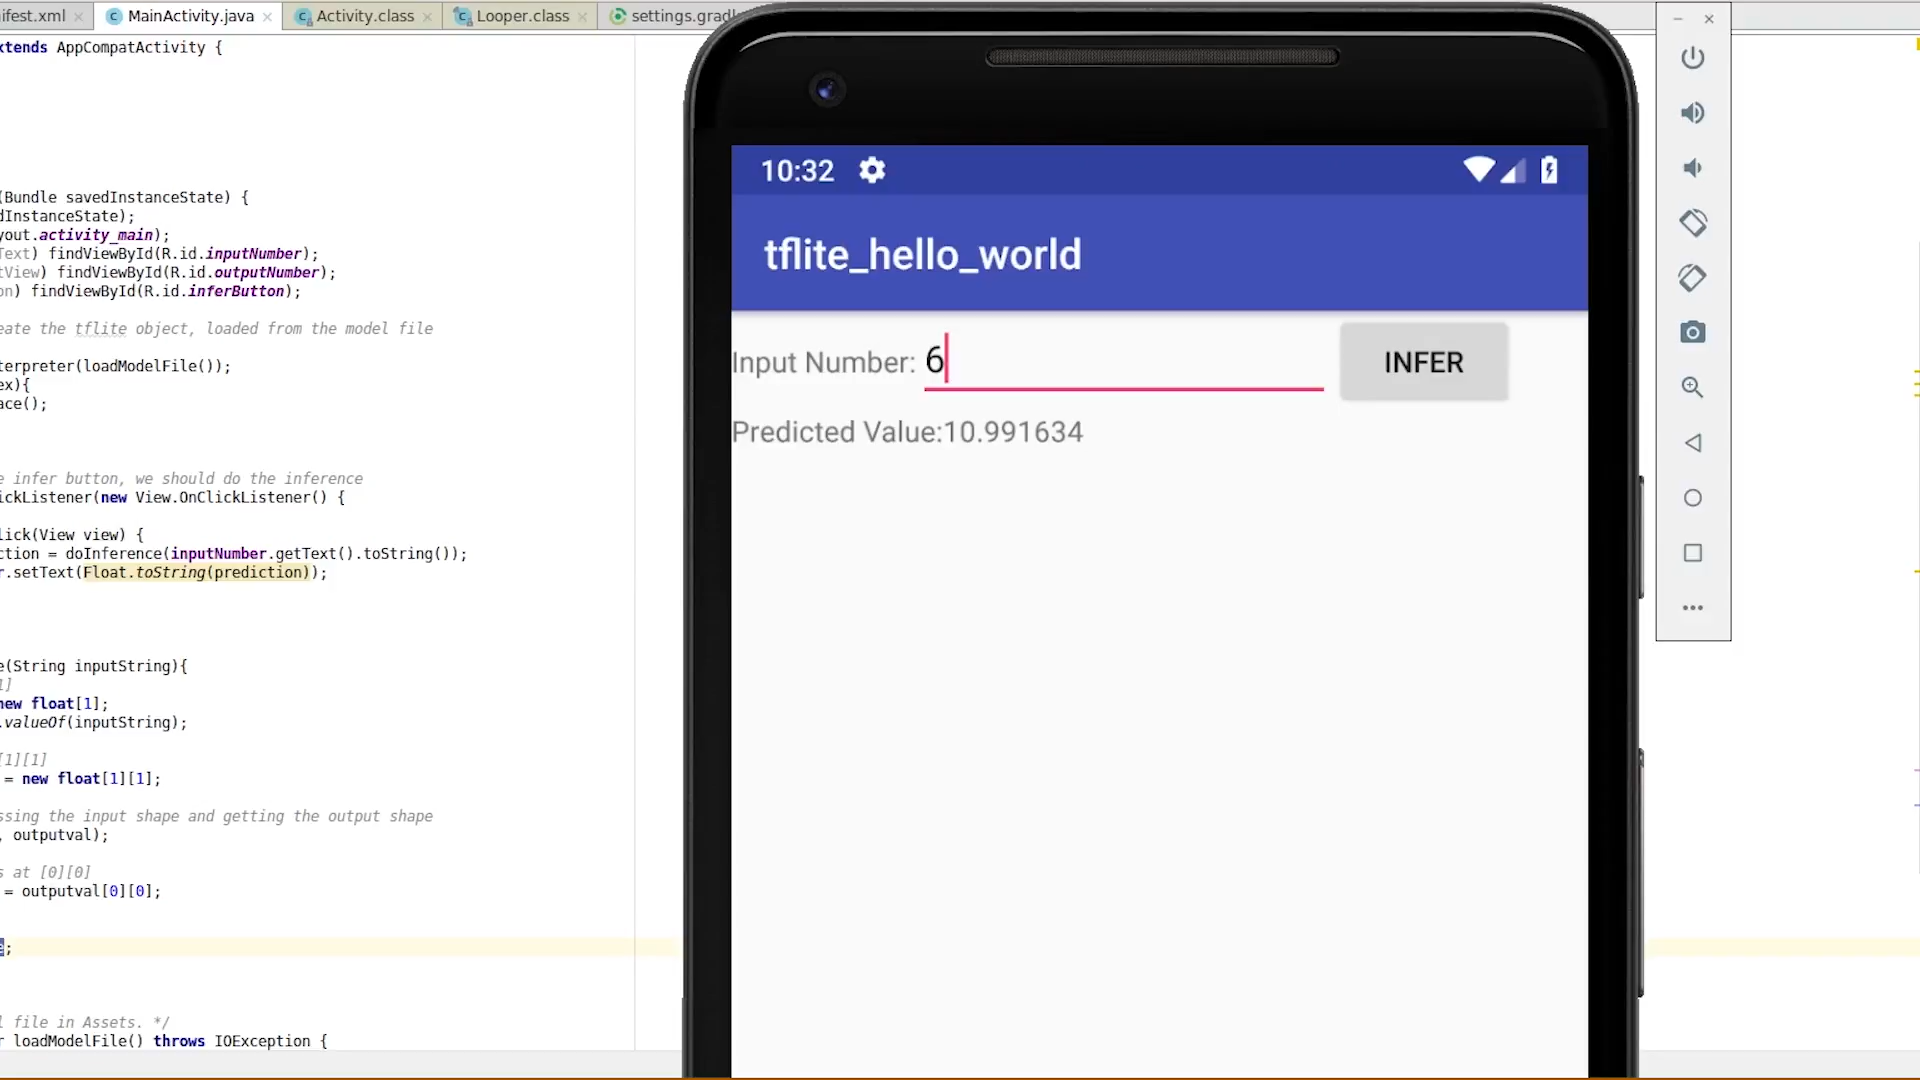 ifest.xml
MainActivity.java
Activity.class
Looper.class
settings.gradl
xtends AppCompatActivity {
(Bundle savedInstanceState) {
dInstanceState);
yout.activity_main);
Text) findViewById(R.id.inputNumber);
tView) findViewById(R.id.outputNumber);
on) findViewById(R.id.inferButton);
eate the tflite object, loaded from the model file
terpreter(loadModelFile());
ex){
ace();
e infer button, we should do the inference
ickListener(new View.OnClickListener() {
lick(View view) {
ction = doInference(inputNumber.getText().toString());
r.setText(Float.toString(prediction));
e(String inputString){
1]
new float[1];
.valueOf(inputString);
[1][1]
= new float[1][1];
ssing the input shape and getting the output shape
, outputval);
s at [0][0]
= outputval[0][0];
;
l file in Assets. */
r loadModelFile() throws IOException {
10:32
tflite_hello_world
Input Number: 6
INFER
Predicted Value:10.991634